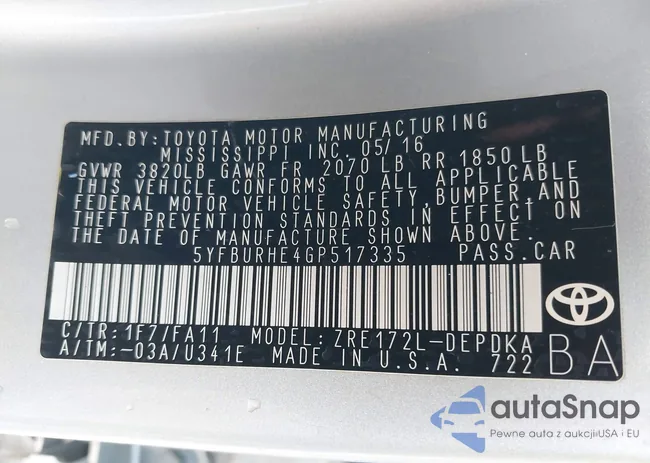 MFD.BY:TOYOTA MOTOR MANUFACTURING
MISSISSIPPI INC. 05/16
GVWR 3820LB GAWR FR 2070 LB RR 1850 LB
THIS VEHICLE CONFORMS TO ALL APPLICABLE
FEDERAL MOTOR VEHICLE SAFETY,BUMPER,AND
THEFT PREVENTION STANDARDS IN EFFECT ON
THE DATE OF MANUFACTURE SHOWN ABOVE.
5YFBURHE4GP517335 PASS.CAR
C/TR:1F7/FA11 MODEL:ZRE172L-DEPDKA
A/TM:-03A/U341E MADE IN U.S.A. 722
BA
autoSnap
Pewne auta z aukcji USA i EU